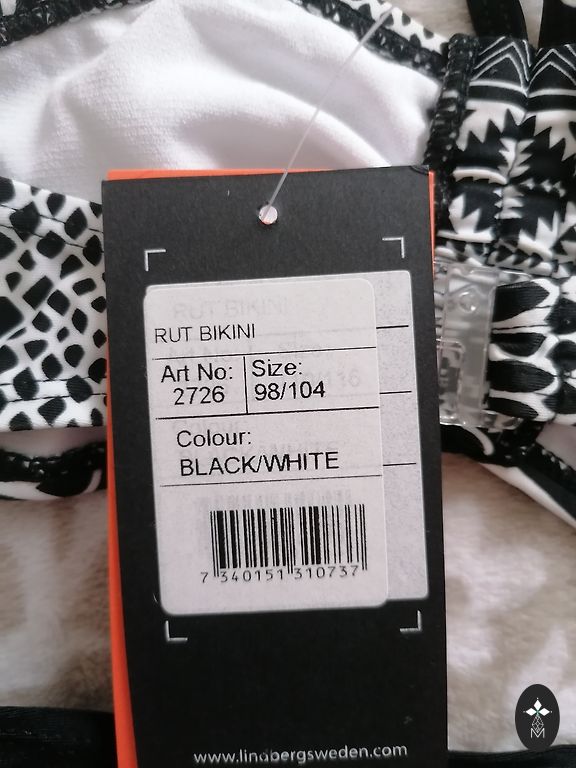 RUT BIKINI
Art No: Size:
2726 98/104
Colour:
BLACK/WHITE
7 340151 310737
www.lindbergsweden.com